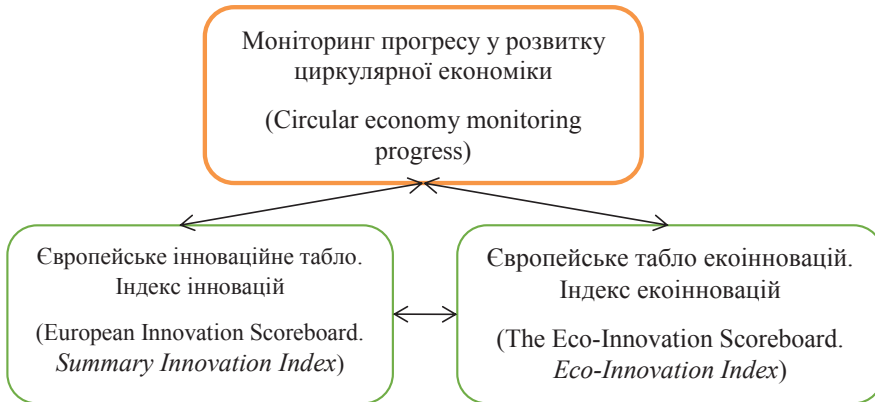 Моніторинг прогресу у розвитку
циркулярної економіки
(Circular economy monitoring
progress)
Європейське інноваційне табло.
Індекс інновацій
(European Innovation Scoreboard.
Summary Innovation Index)
Європейське табло екоінновацій.
Індекс екоінновацій
(The Eco-Innovation Scoreboard.
Eco-Innovation Index)